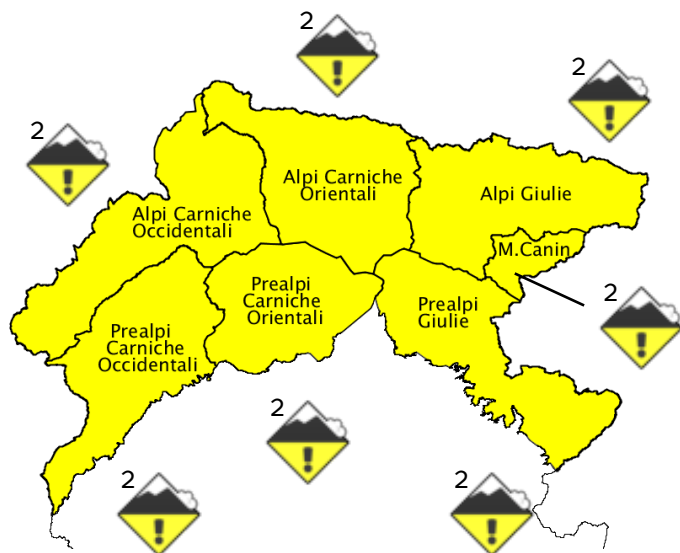 2
2
2
Alpi Carniche
Orientali
Alpi Giulie
Alpi Carniche
Occidentali
M.Canin
Prealpi
Carniche
Orientali
Prealpi
Giulie
2
Prealpi
Carniche
Occidentali
2
2
2